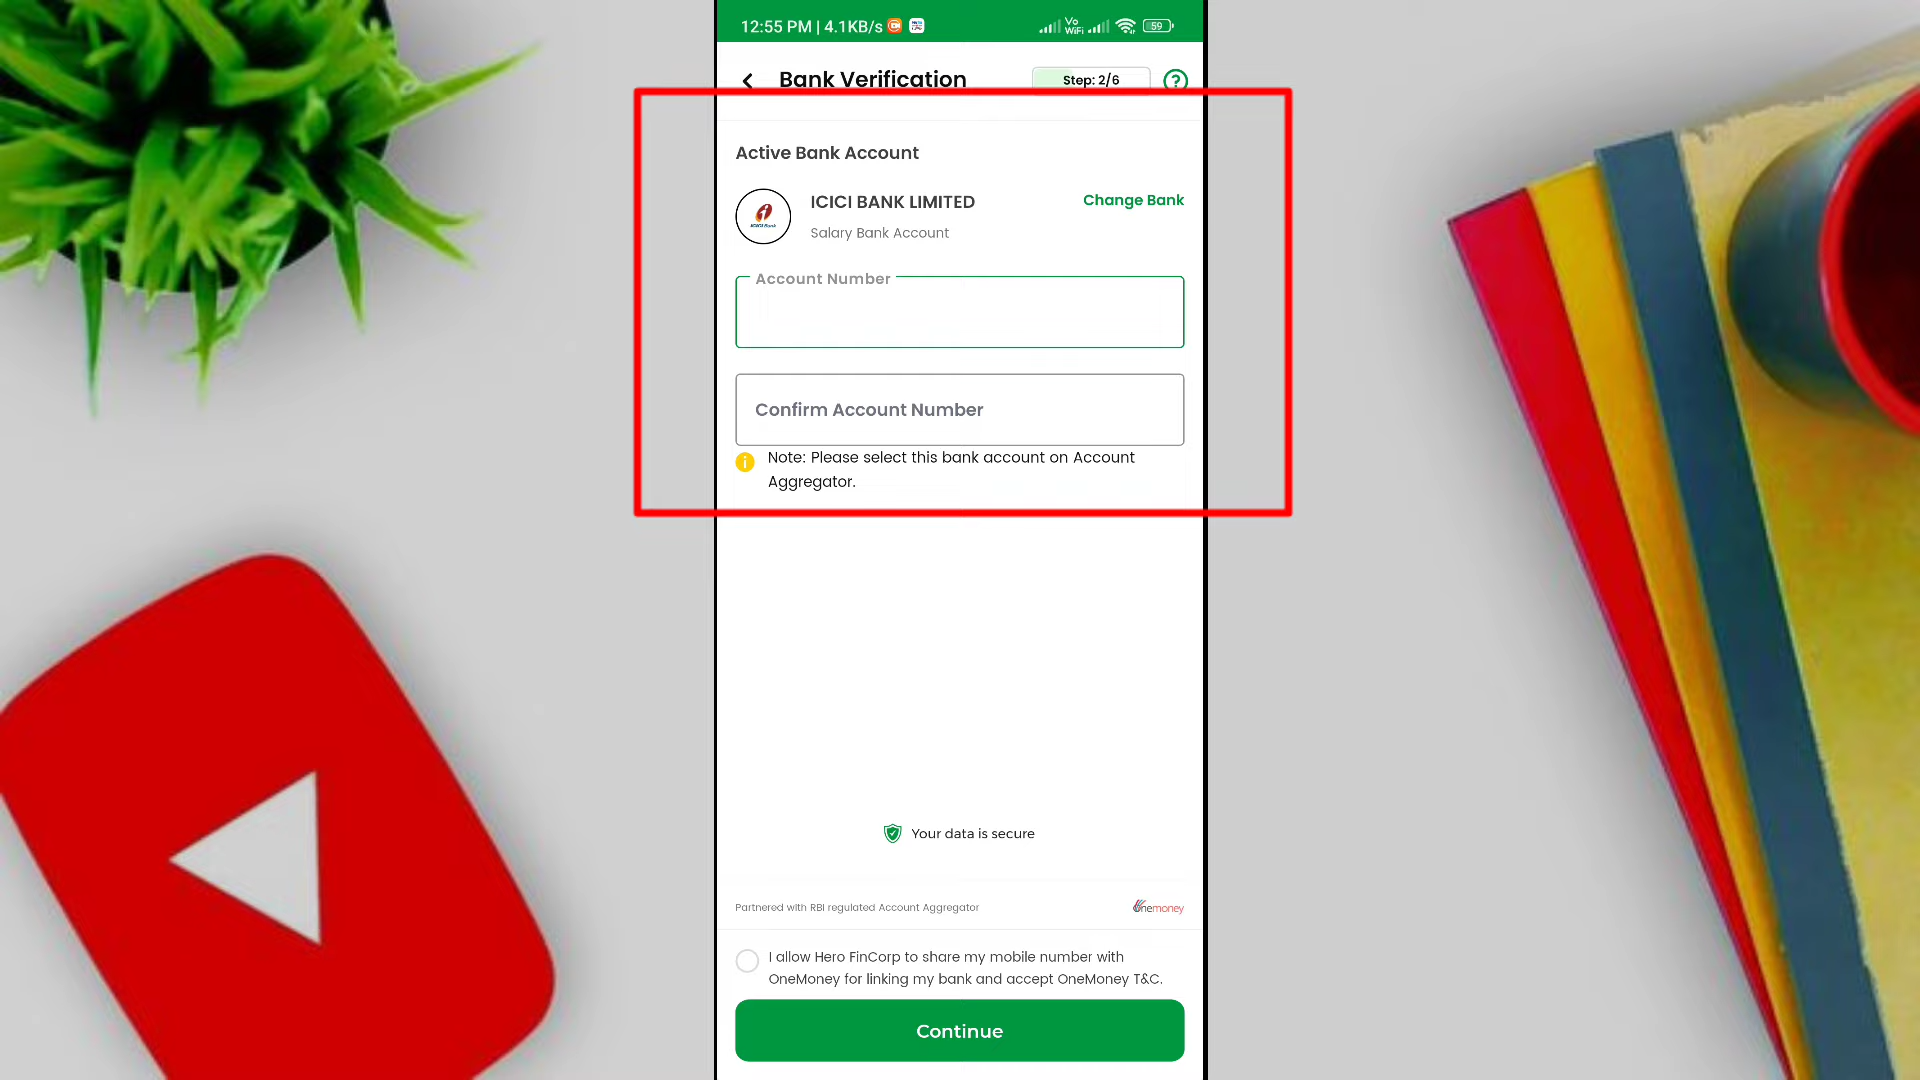 12:55 PM | 4.1KB/s
Vo
WiFi
59
Bank Verification
Step: 2/6
?
Active Bank Account
ICICI BANK LIMITED
Change Bank
ICICI Bank
Salary Bank Account
Account Number
Confirm Account Number
Note: Please select this bank account on Account
Aggregator.
Your data is secure
Partnered with RBI regulated Account Aggregator
Onemoney
I allow Hero FinCorp to share my mobile number with
OneMoney for linking my bank and accept OneMoney T&C.
Continue